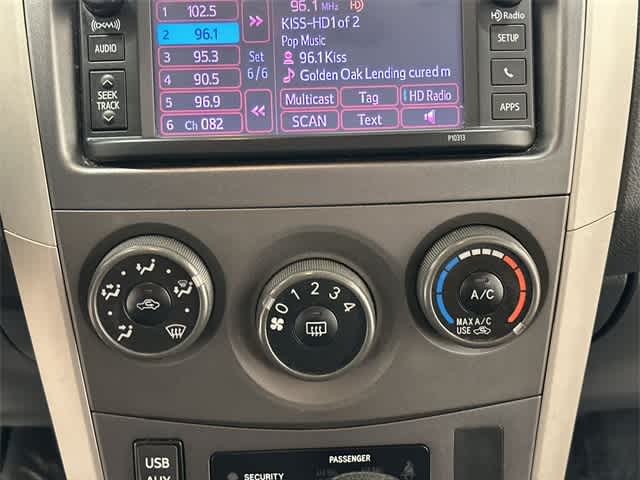 1 102.5
2 96.1
3 95.3
4 90.5
5 96.9
6 Ch 082
Set
6/6
96.1 MHz HD
KISS-HD1 of 2
Pop Music
96.1 Kiss
Golden Oak Lending cured m
Multicast Tag HD Radio
SCAN Text
AUDIO
SEEK
TRACK
HD Radio
SETUP
APPS
P10313
0 1 2 3 4
A/C
MAX A/C
USE
USB
AUX
SECURITY
PASSENGER